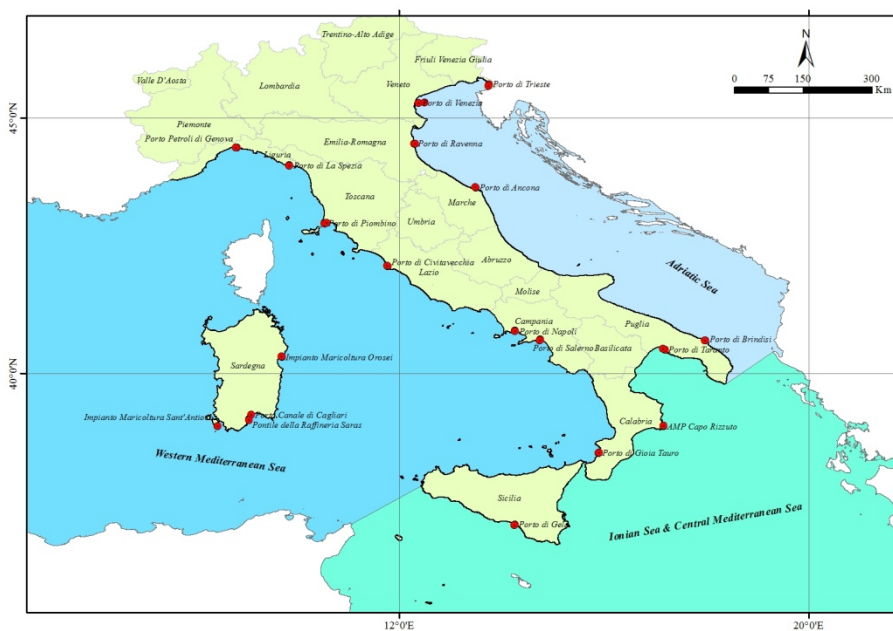 Trentino-Alto Adige
Friuli Venezia Giulia
N
Valle D'Aosta
Lombardia
Veneto
Porto di Trieste
0 75 150 300
Km
Porto di Venezia
45°0'N
Piemonte
Porto Petroli di Genova
Emilia-Romagna
Porto di Ravenna
Liguria
Porto di La Spezia
Toscana
Porto di Ancona
Marche
Umbria
Porto di Piombino
Abruzzo
Porto di Civitavecchia
Lazio
Adriatic Sea
Molise
Campania
Puglia
Porto di Napoli
Porto di Brindisi
Porto di Salerno
Basilicata
Porto di Taranto
Impianto Maricoltura Orosei
Sardegna
40°0'N
Impianto Maricoltura Sant'Antio
Porto Canale di Cagliari
Pontile della Raffineria Saras
Calabria
AMP Capo Rizzuto
Western Mediterranean Sea
Porto di Gioia Tauro
Sicilia
Porto di Gela
Ionian Sea & Central Mediterranean Sea
12°0'E
20°0'E